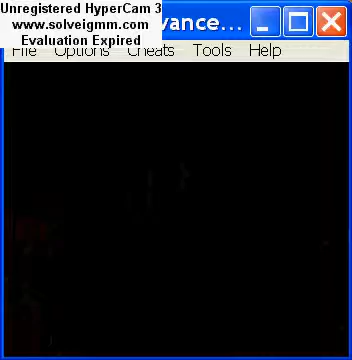 Unregistered HyperCam 3
www.solveigmm.com
Evaluation Expired
vance...
File Options Cheats Tools Help